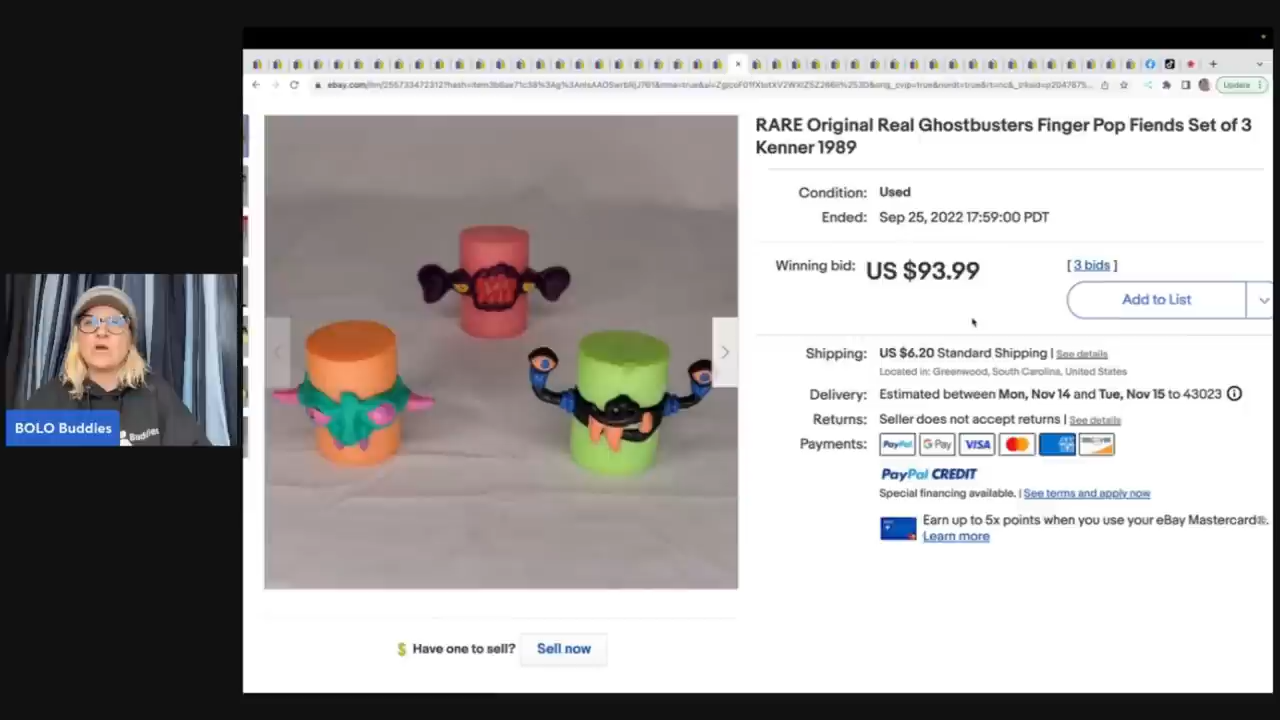 Update
RARE Original Real Ghostbusters Finger Pop Fiends Set of 3
Kenner 1989
Condition: Used
Ended: Sep 25, 2022 17:59:00 PDT
Winning bid: US $93.99 [ 3 bids ]
Add to List
Shipping: US $6.20 Standard Shipping | See details
Located in: Greenwood, South Carolina, United States
Delivery: Estimated between Mon, Nov 14 and Tue, Nov 15 to 43023
Returns: Seller does not accept returns | See details
Payments: PayPal G Pay VISA
PayPal CREDIT
Special financing available. | See terms and apply now
Earn up to 5x points when you use your eBay Mastercard®.
Learn more
$ Have one to sell? Sell now
BOLO Buddies
Buddies